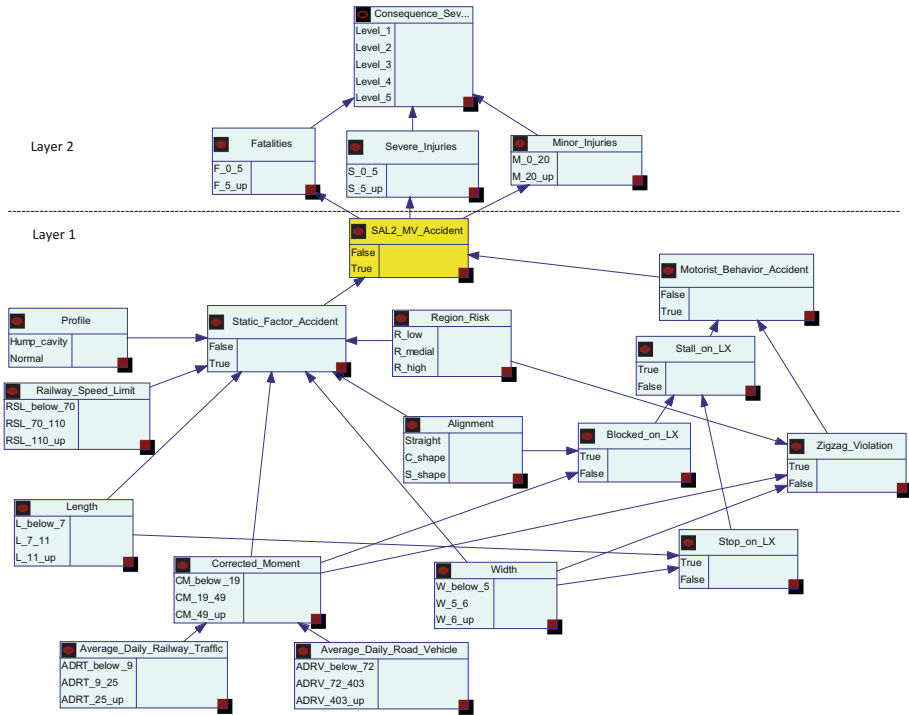 Consequence_Sev...
Level_1
Level_2
Level_3
Level_4
Level_5
Layer 2
Fatalities
F_0_5
F_5_up
Severe_Injuries
S_0_5
S_5_up
Minor_Injuries
M_0_20
M_20_up
Layer 1
SAL2_MV_Accident
False
True
Motorist_Behavior_Accident
False
True
Profile
Hump_cavity
Normal
Static_Factor_Accident
False
True
Region_Risk
R_low
R_medial
R_high
Stall_on_LX
True
False
Railway_Speed_Limit
RSL_below_70
RSL_70_110
RSL_110_up
Alignment
Straight
C_shape
S_shape
Blocked_on_LX
True
False
Zigzag_Violation
True
False
Length
L_below_7
L_7_11
L_11_up
Stop_on_LX
True
False
Corrected_Moment
CM_below_19
CM_19_49
CM_49_up
Width
W_below_5
W_5_6
W_6_up
Average_Daily_Railway_Traffic
ADRT_below_9
ADRT_9_25
ADRT_25_up
Average_Daily_Road_Vehicle
ADRV_below_72
ADRV_72_403
ADRV_403_up